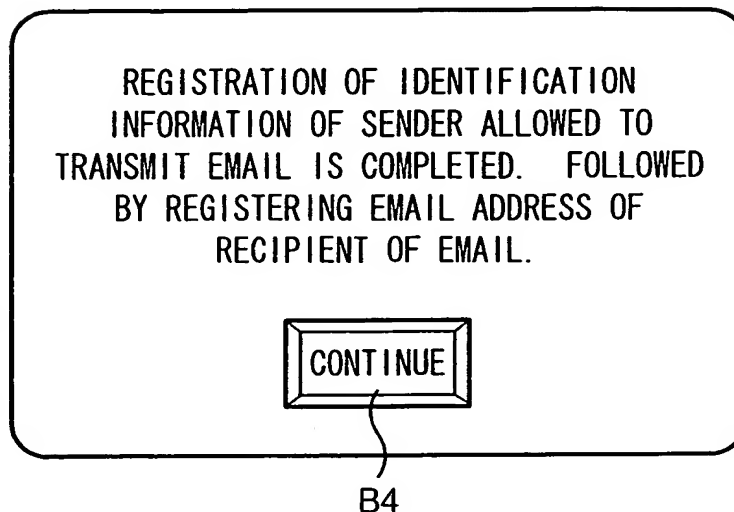 REGISTRATION OF IDENTIFICATION
INFORMATION OF SENDER ALLOWED TO
TRANSMIT EMAIL IS COMPLETED. FOLLOWED
BY REGISTERING EMAIL ADDRESS OF
RECIPIENT OF EMAIL.
CONTINUE
B4